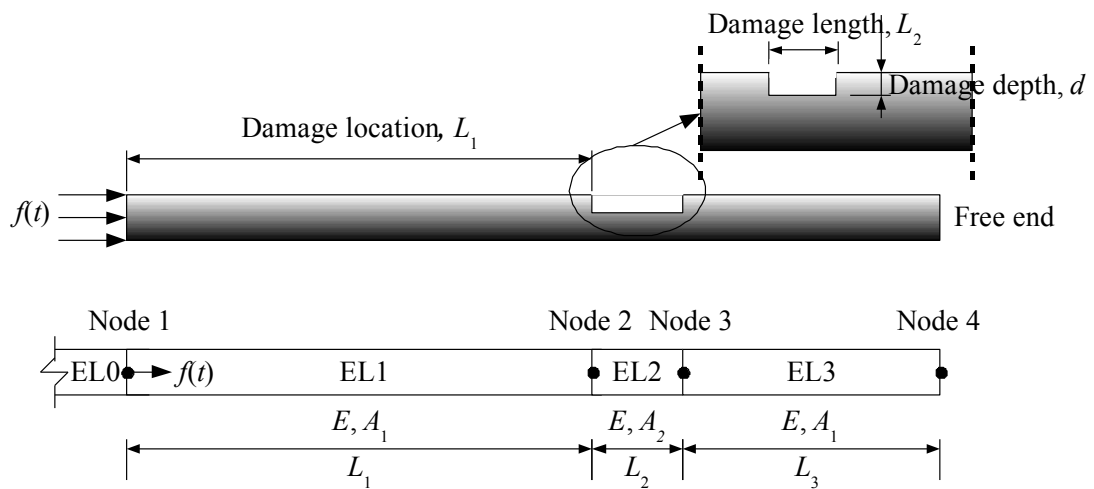 Damage length, L2
Damage depth, d
Damage location, L1
f(t)
Free end
Node 1
Node 2
Node 3
Node 4
EL0
f(t)
EL1
EL2
EL3
E, A1
E, A2
E, A1
L1
L2
L3